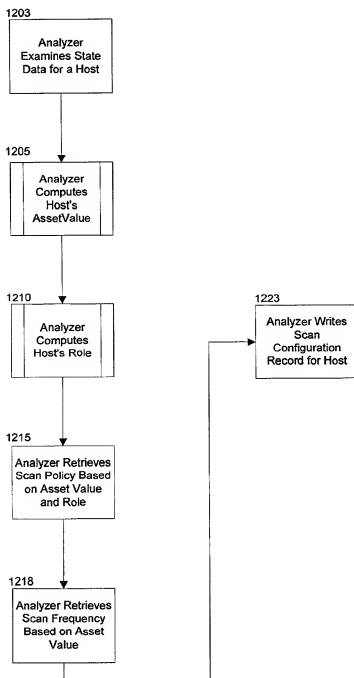 1203
Analyzer
Examines State
Data for a Host
1205
Analyzer
Computes
Host's
AssetValue
1210
Analyzer
Computes
Host's Role
1223
Analyzer Writes
Scan
Configuration
Record for Host
1215
Analyzer Retrieves
Scan Policy Based
on Asset Value
and Role
1218
Analyzer Retrieves
Scan Frequency
Based on Asset
Value